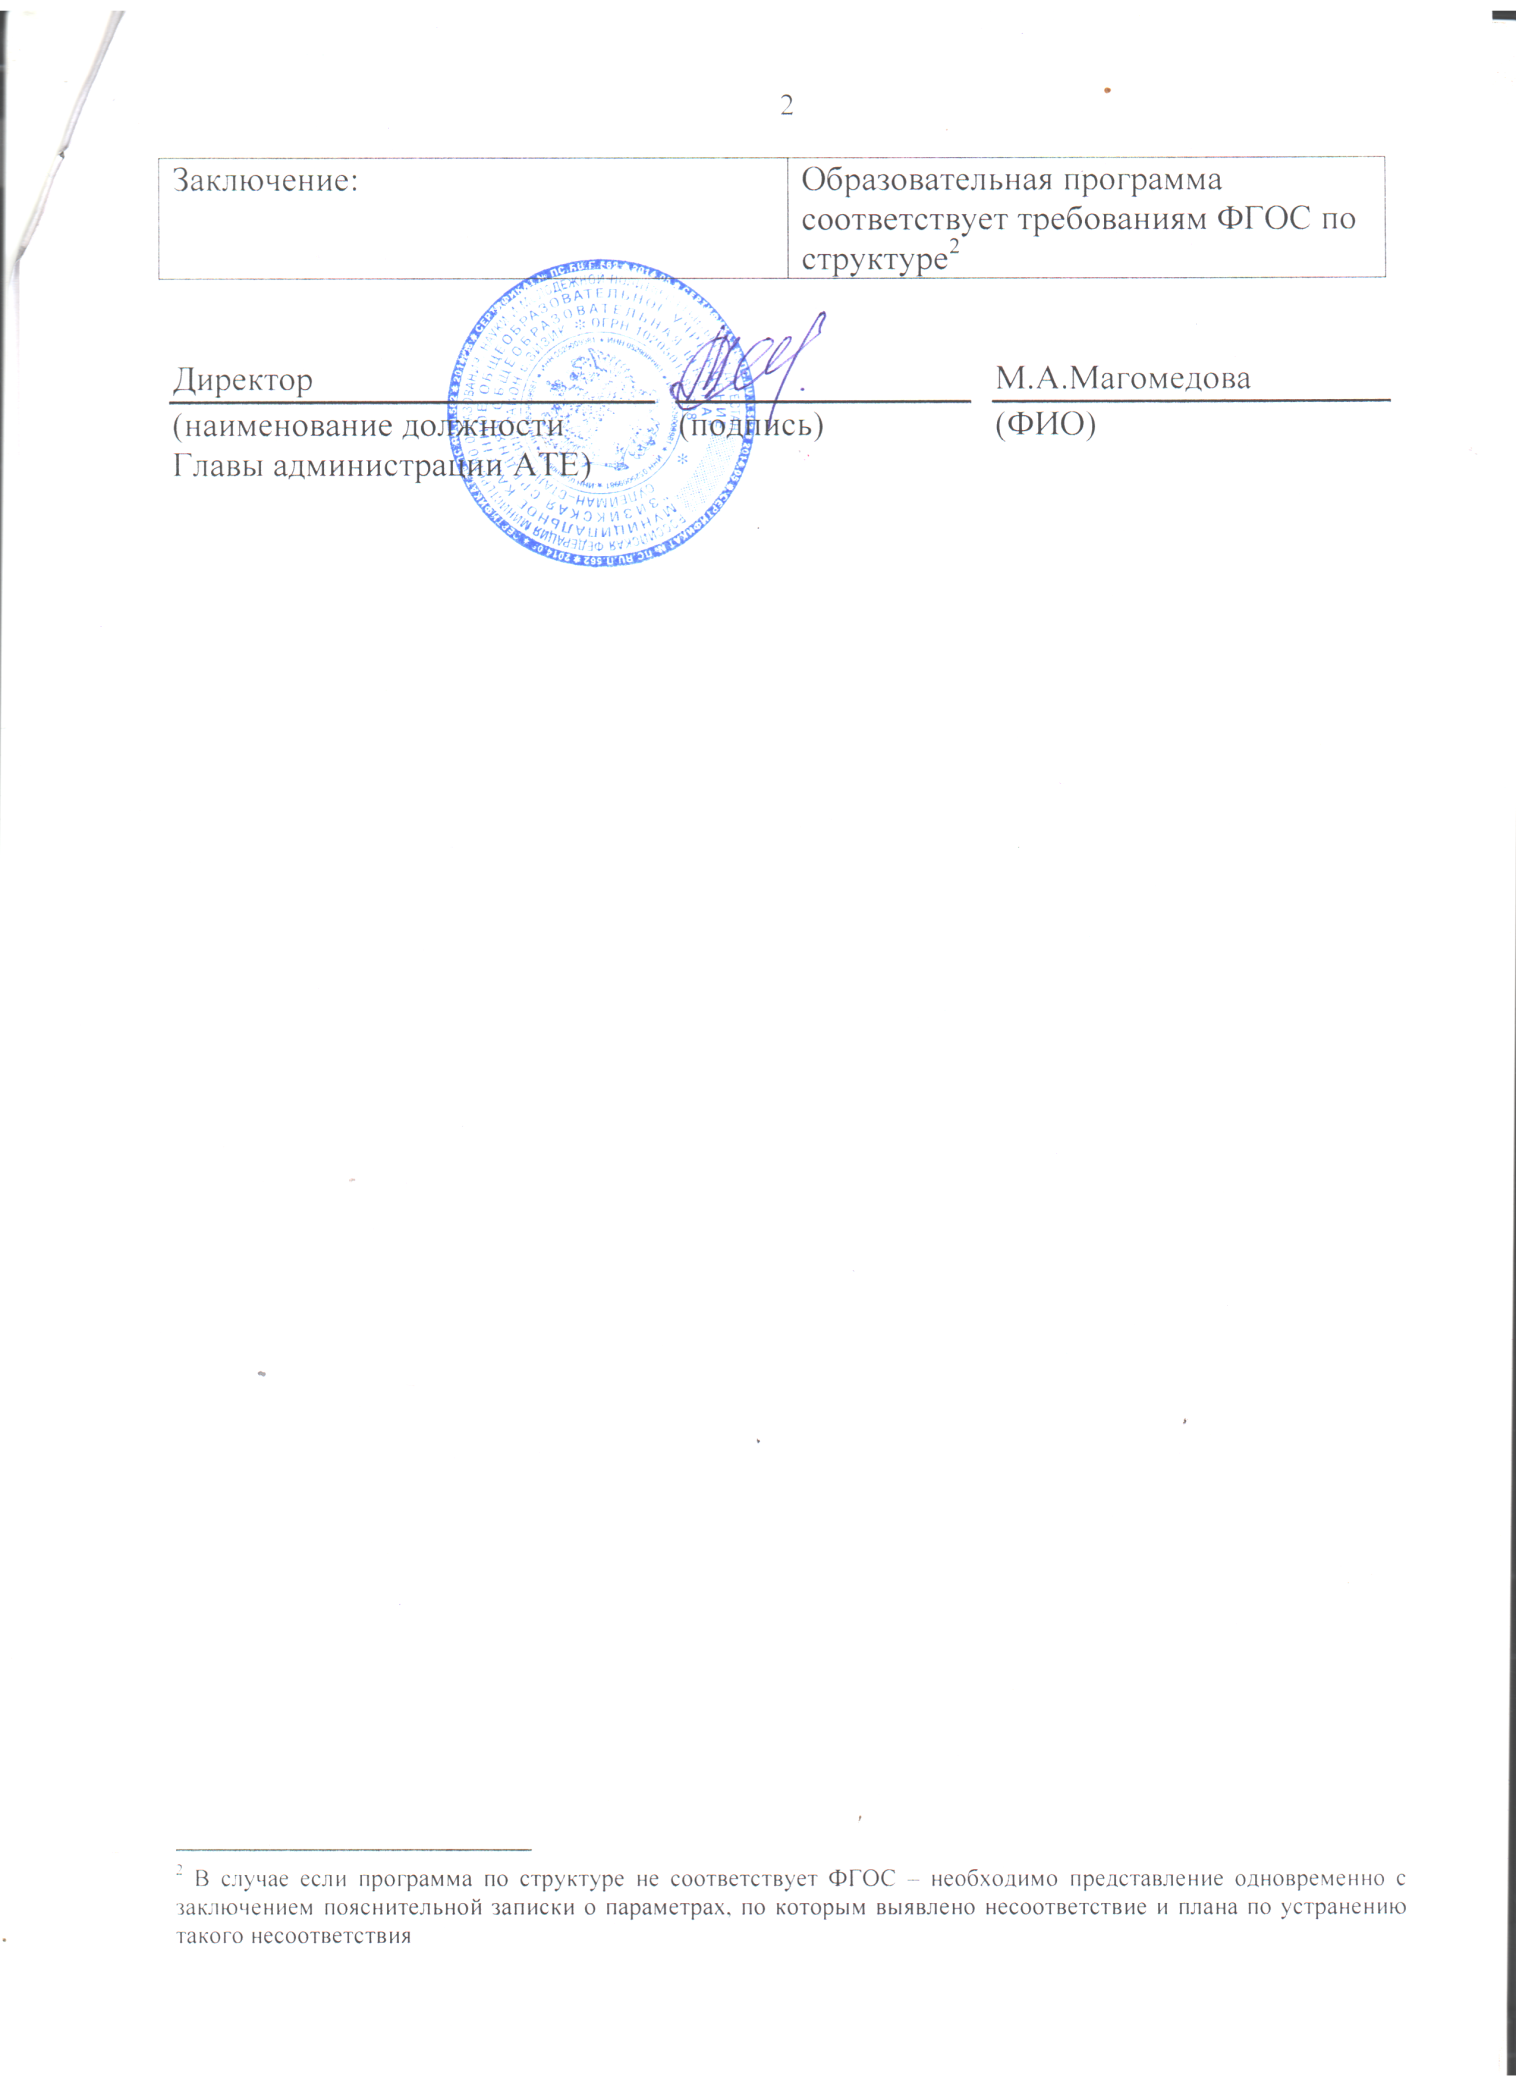 2
Заключение:
Образовательная программа
соответствует требованиям ФГОС по
структуре2
Директор
М.А.Магомедова
(наименование должности
(подпись)
(ФИО)
Главы администрации АТЕ)
2 В случае если программа по структуре не соответствует ФГОС – необходимо представление одновременно с
заключением пояснительной записки о параметрах, по которым выявлено несоответствие и плана по устранению
такого несоответствия